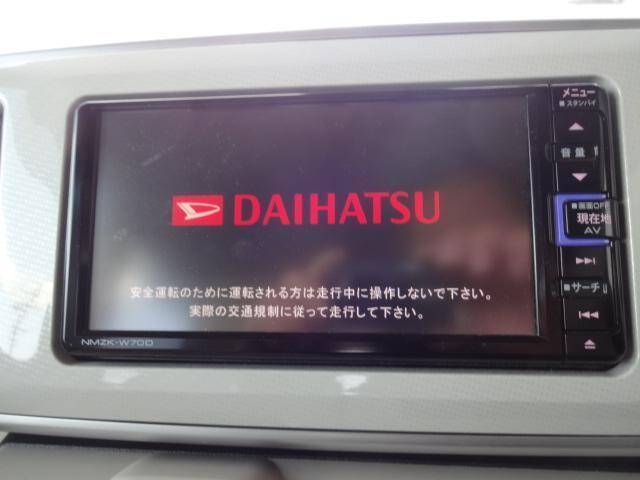 メニュー
■ スタンバイ
音量
DAIHATSU
■画面OFF
現在地
AV
安全運転のために運転される方は走行中に操作しないで下さい。
実際の交通規制に従って走行して下さい。
■サーチ
NMZK-W70D